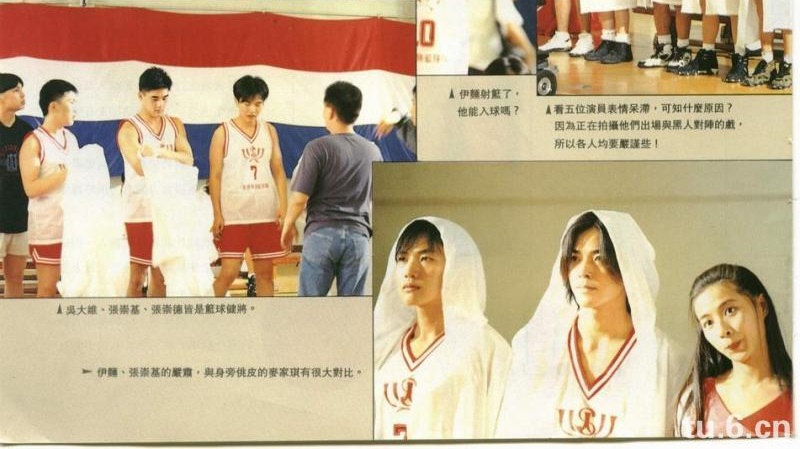 ▲ 伊麵射籃了，
他能入球嗎？
▲ 看五位演員表情呆滯，可知什麼原因？
因為正在拍攝他們出場與黑人對陣的戲，
所以各人均要嚴謹些！
▲ 吳大維、張崇基、張崇德皆是籃球健將。
► 伊麵、張崇基的嚴肅，與身旁佻皮的麥家琪有很大對比。
7
7
tu.6.cn